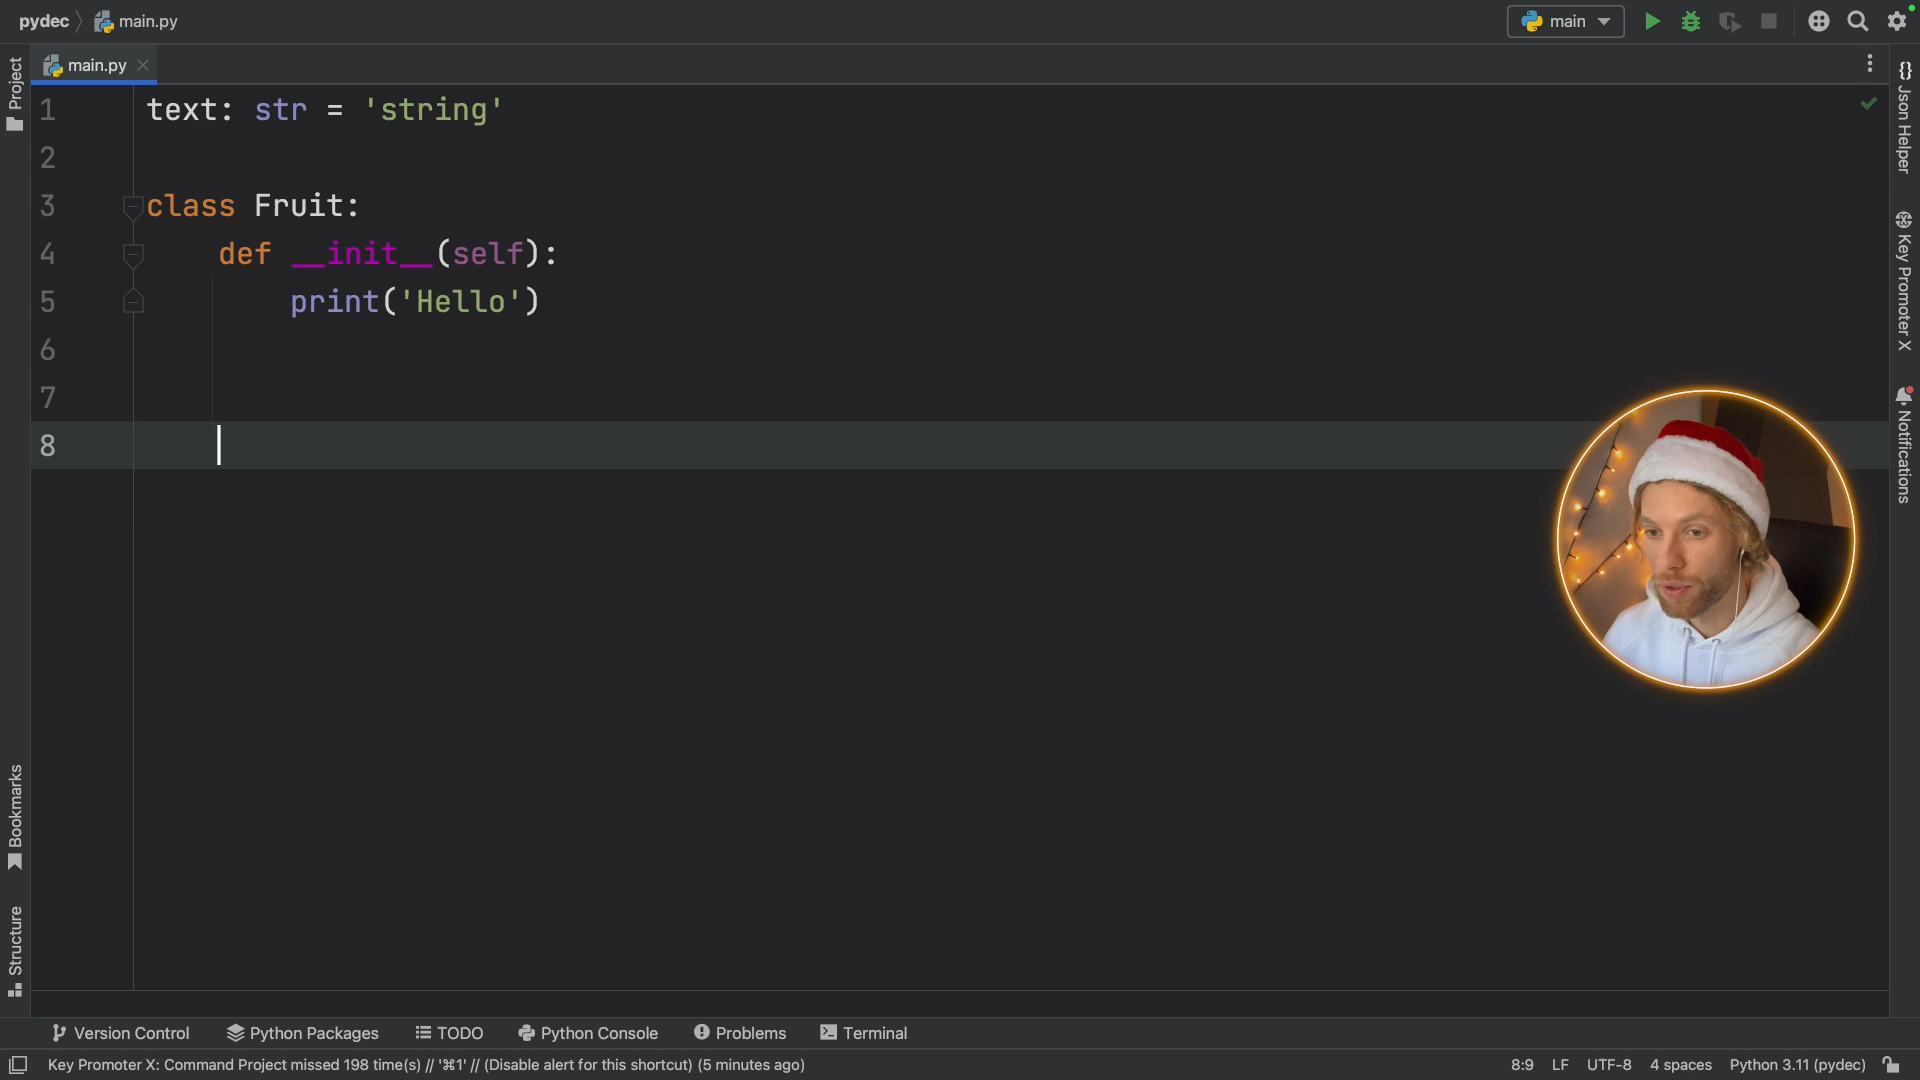 pydec main.py
main
main.py
Project
Json Helper
Key Promoter X
Notifications
1 text: str = 'string'
2
3 class Fruit:
4 def __init__(self):
5 print('Hello')
6
7
8
Bookmarks
Structure
Version Control Python Packages TODO Python Console Problems Terminal
Key Promoter X: Command Project missed 198 time(s) // '⌘1' // (Disable alert for this shortcut) (5 minutes ago) 8:9 LF UTF-8 4 spaces Python 3.11 (pydec)